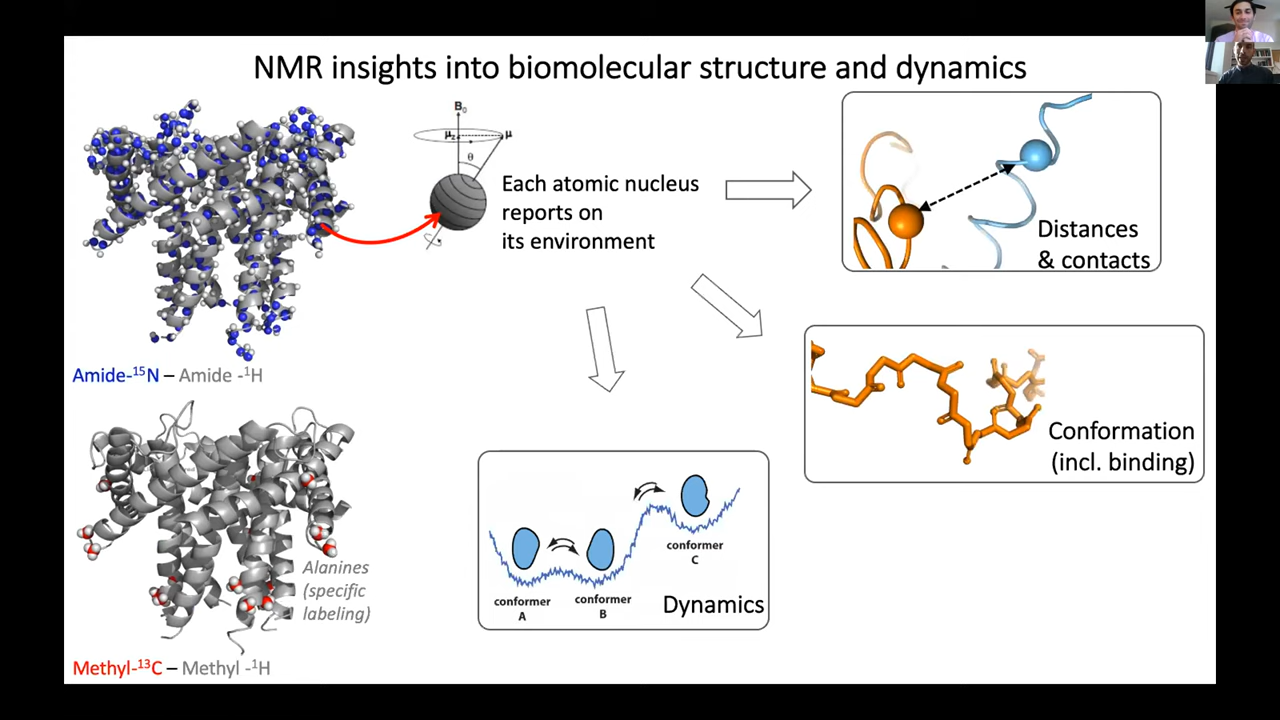 NMR insights into biomolecular structure and dynamics
B₀
μz
μ
θ
Each atomic nucleus
reports on
its environment
Distances
& contacts
Amide-¹⁵N – Amide -¹H
Conformation
(incl. binding)
conformer
A
conformer
B
conformer
C
Dynamics
Alanines
(specific
labeling)
Methyl-¹³C – Methyl -¹H